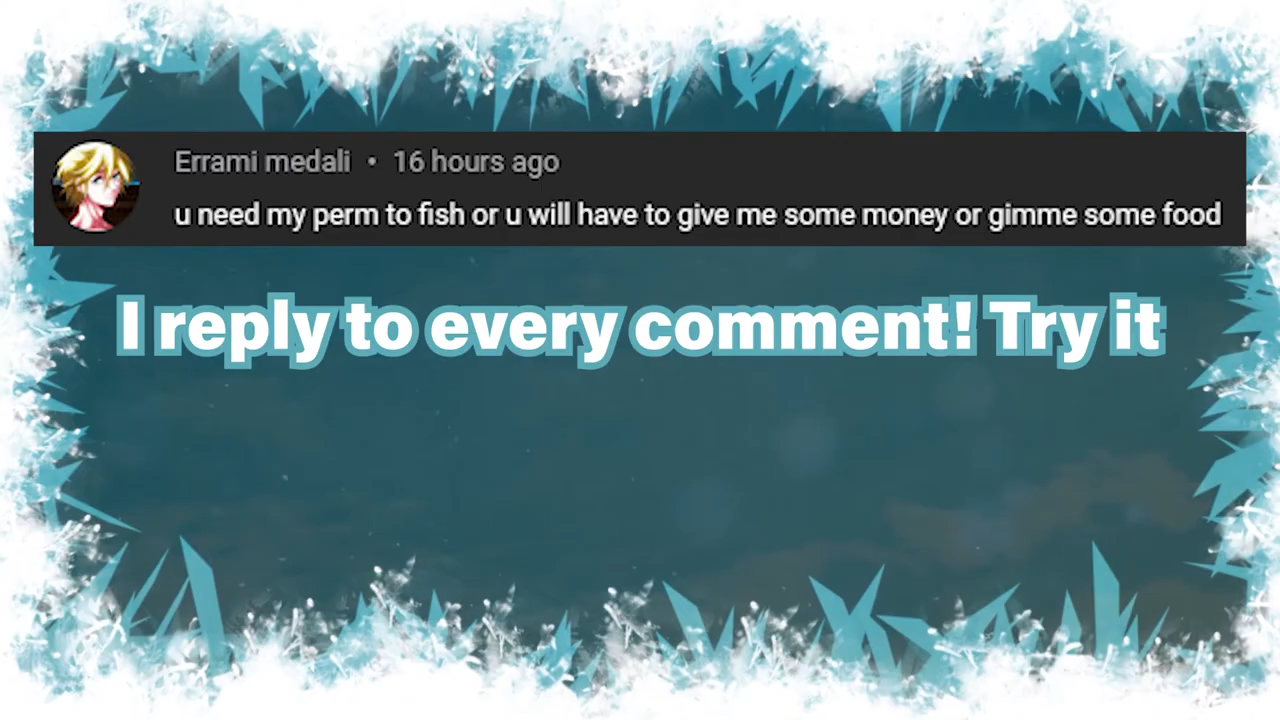 Errami medali • 16 hours ago
u need my perm to fish or u will have to give me some money or gimme some food
I reply to every comment! Try it